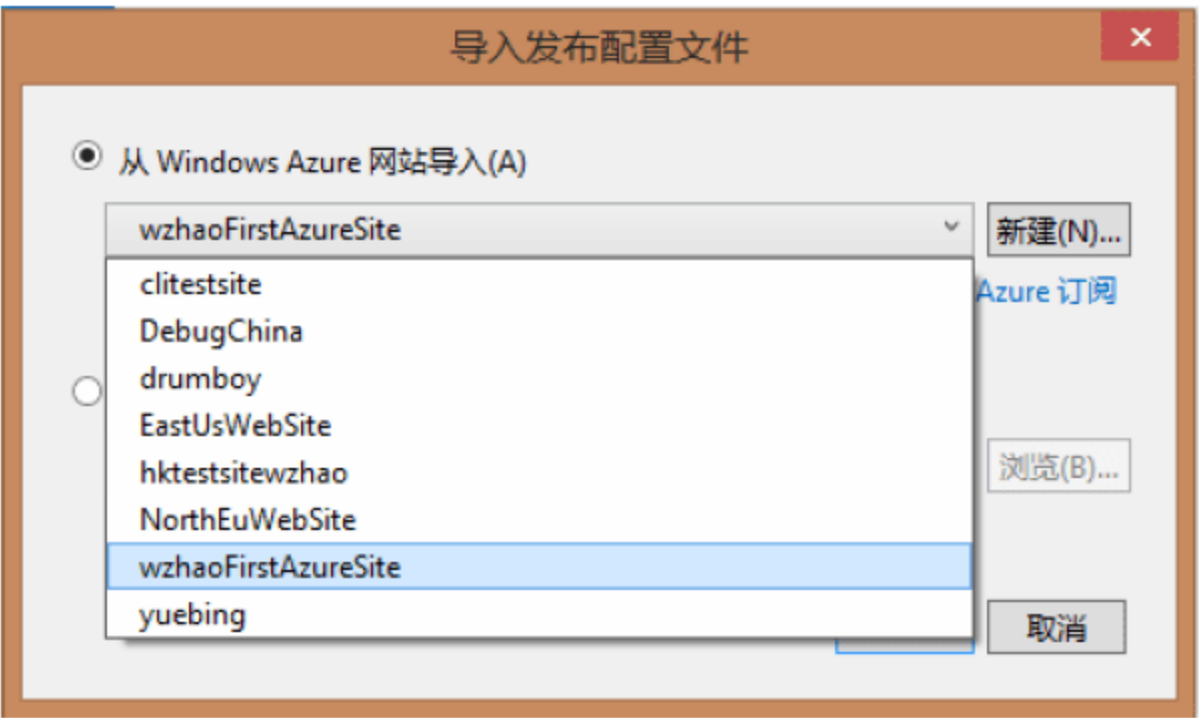 导入发布配置文件
从 Windows Azure 网站导入(A)
wzhaoFirstAzureSite
新建(N)...
clitestsite
Azure 订阅
DebugChina
drumboy
EastUsWebSite
hktestsitewzhao
浏览(B)...
NorthEuWebSite
wzhaoFirstAzureSite
yuebing
取消